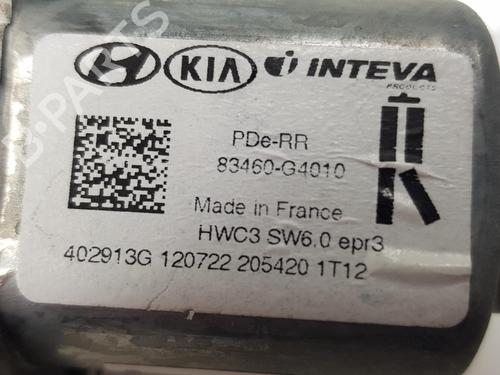 KIA INTEVA
PRODUCTS
PDe-RR
83460-G4010
R
Made in France
HWC3 SW6.0 epr3
402913G 120722 205420 1T12
B-PARTS